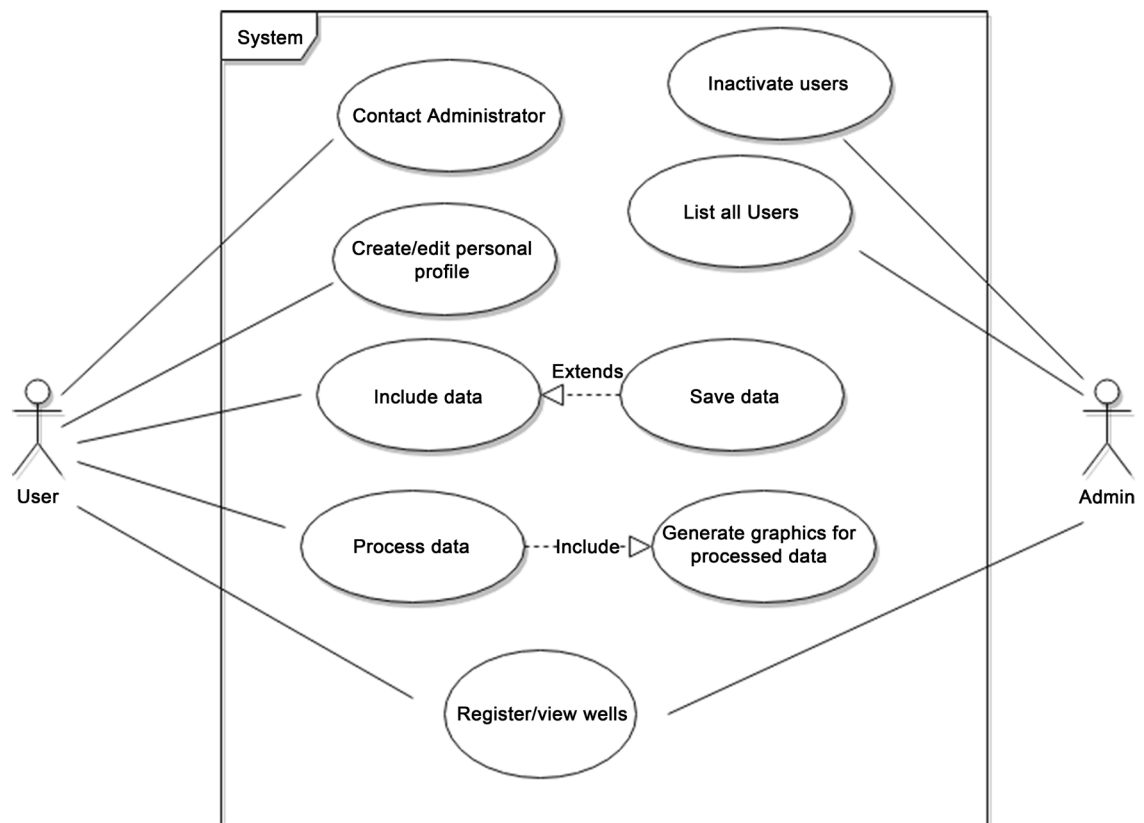 System
Contact Administrator
Inactivate users
List all Users
Create/edit personal
profile
Include data
Extends
Save data
User
Admin
Process data
Include
Generate graphics for
processed data
Register/view wells